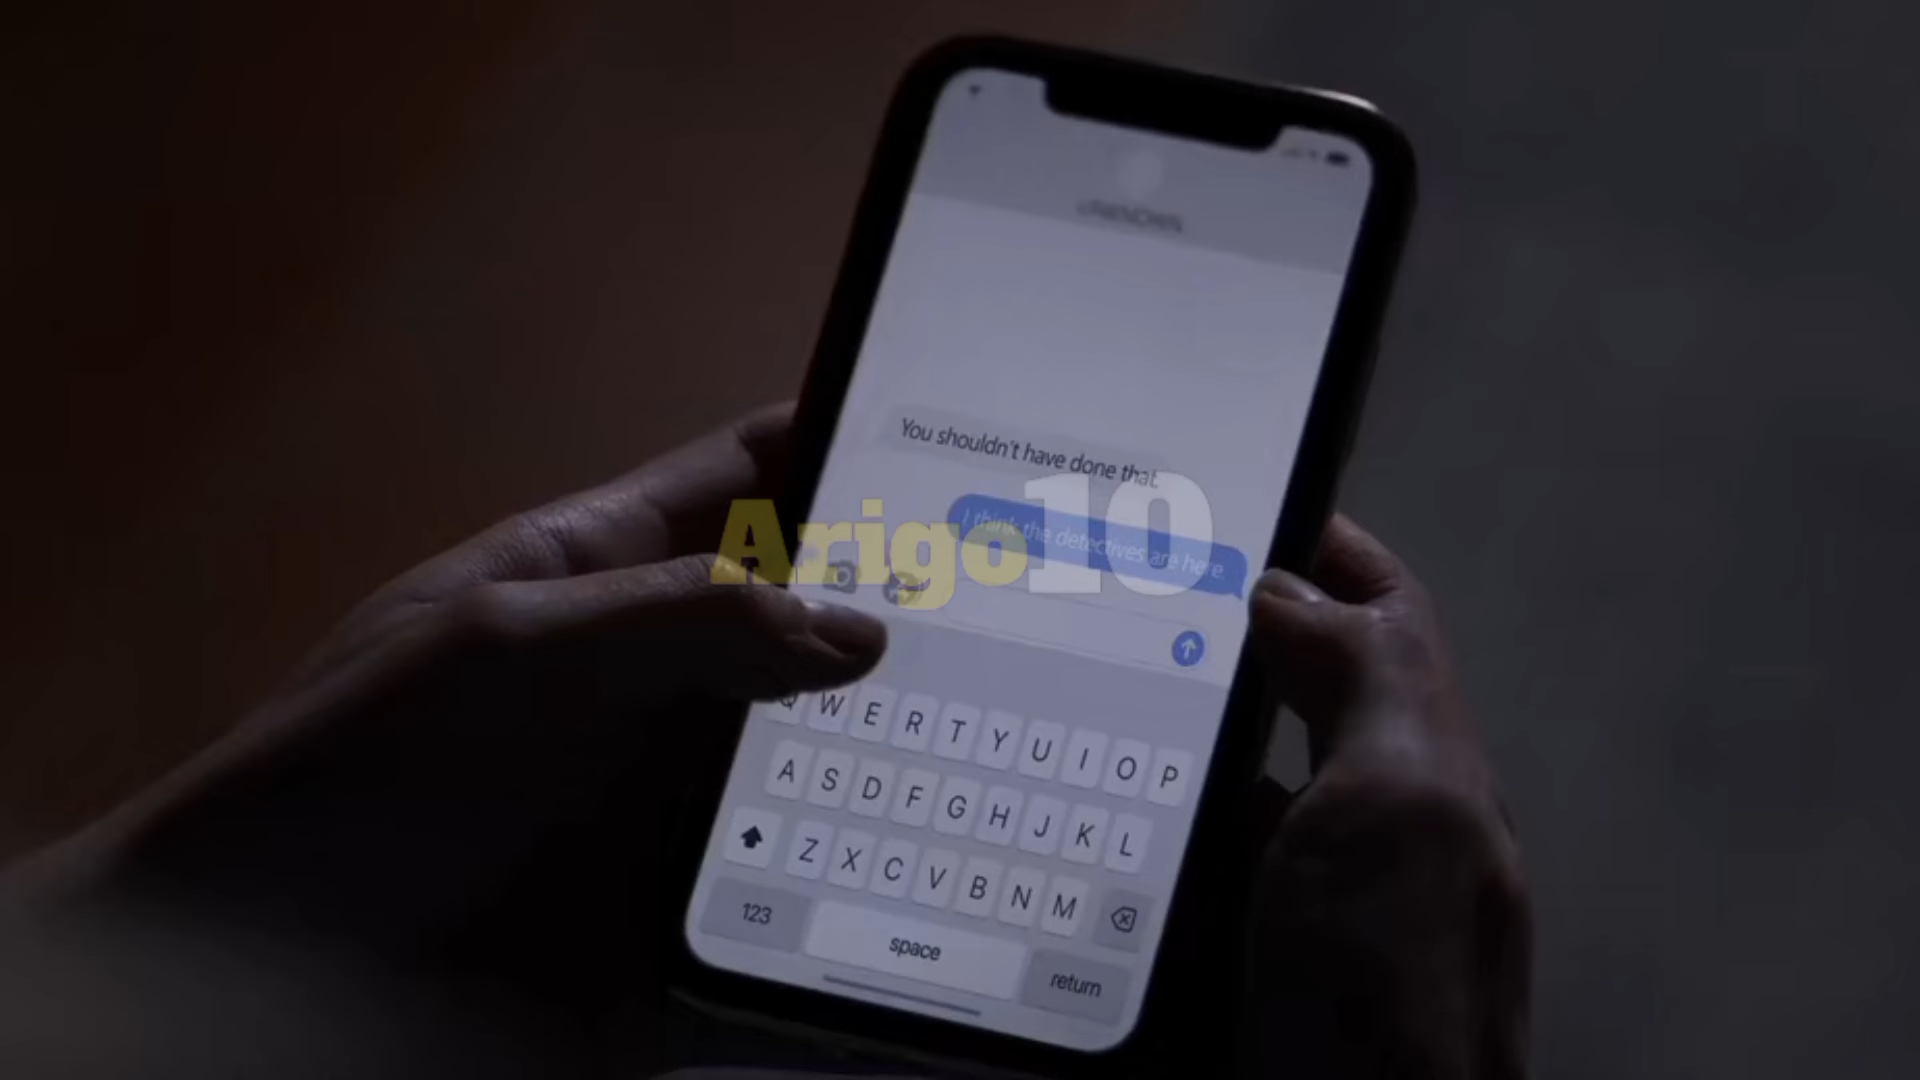 You shouldn't have done that.
I think the detectives are here.
Arigo10
Q W E R T Y U I O P
A S D F G H J K L
Z X C V B N M
123 space return